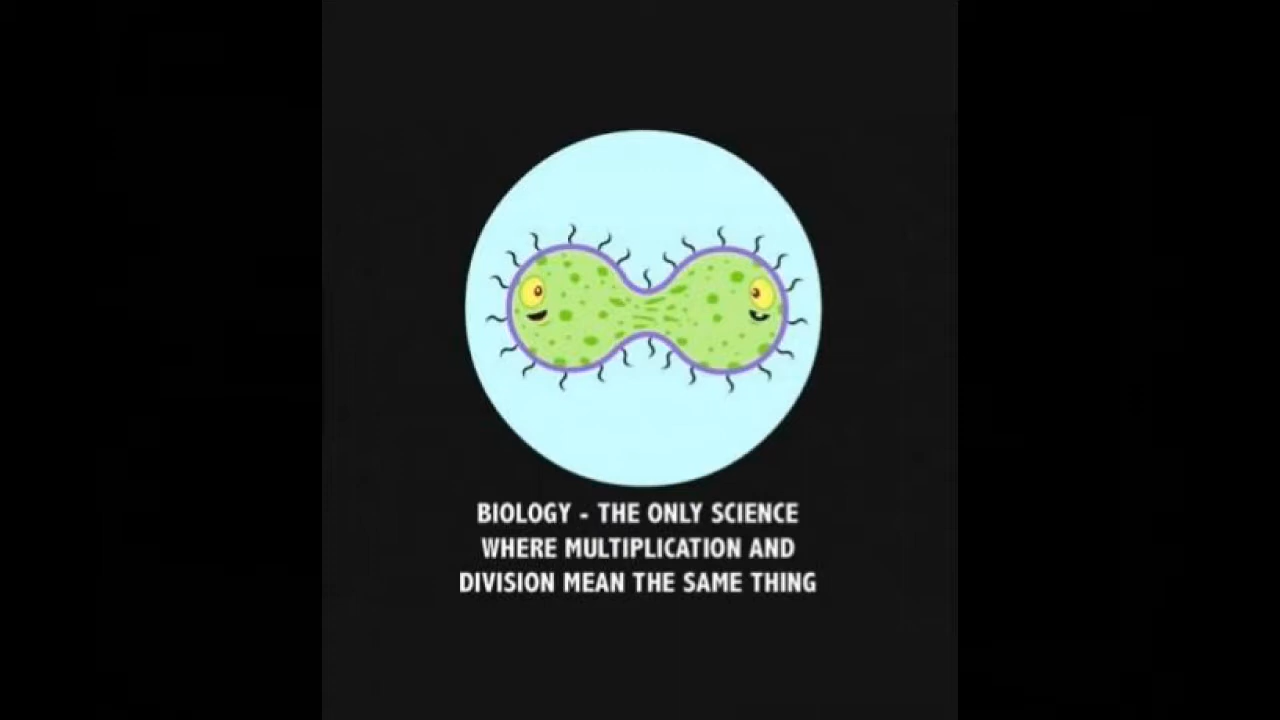 BIOLOGY - THE ONLY SCIENCE
WHERE MULTIPLICATION AND
DIVISION MEAN THE SAME THING